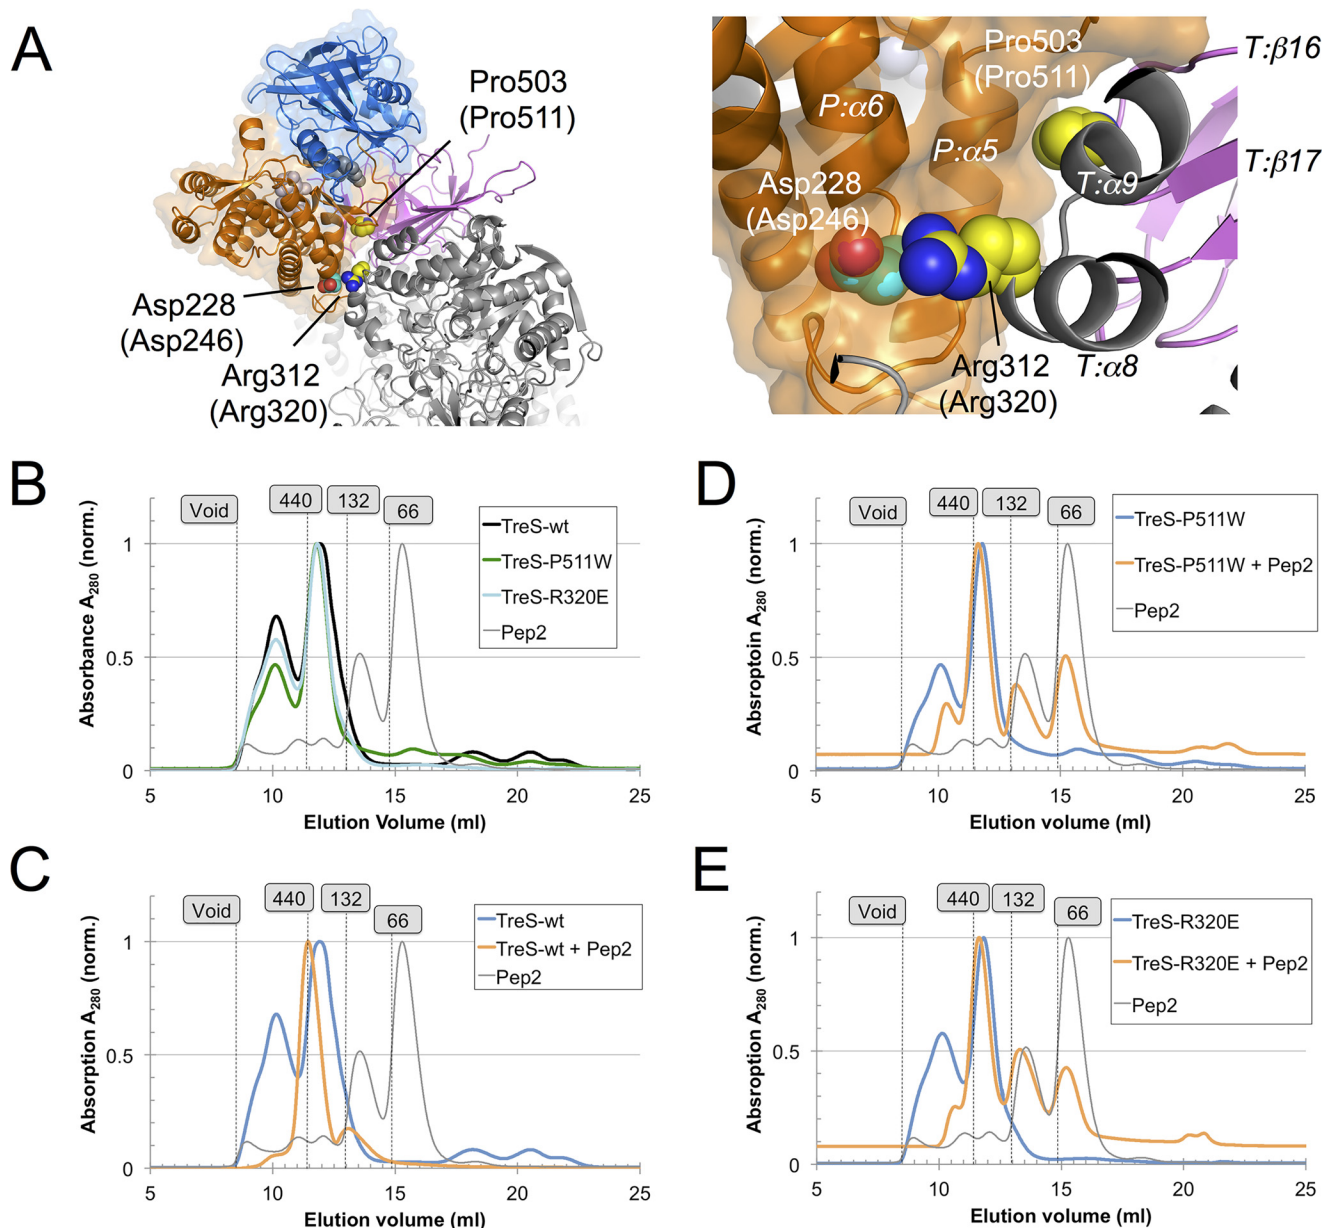 A
Pro503
(Pro511)
Asp228
(Asp246)
Arg312
(Arg320)
Pro503
(Pro511)
T:β16
P:α6
P:α5
T:β17
Asp228
(Asp246)
T:α9
Arg312
(Arg320)
T:α8
B
Void
440
132
66
TreS-wt
TreS-P511W
TreS-R320E
Pep2
Absorbance A280 (norm.)
1
0.5
0
5
10
15
20
25
Elution Volume (ml)
D
Void
440
132
66
TreS-P511W
TreS-P511W + Pep2
Pep2
Absroptoin A280 (norm.)
1
0.5
0
5
10
15
20
25
Elution volume (ml)
C
Void
440
132
66
TreS-wt
TreS-wt + Pep2
Pep2
Absorption A280 (norm.)
1
0.5
0
5
10
15
20
25
Elution volume (ml)
E
Void
440
132
66
TreS-R320E
TreS-R320E + Pep2
Pep2
Absroption A280 (norm.)
1
0.5
0
5
10
15
20
25
Elution volume (ml)